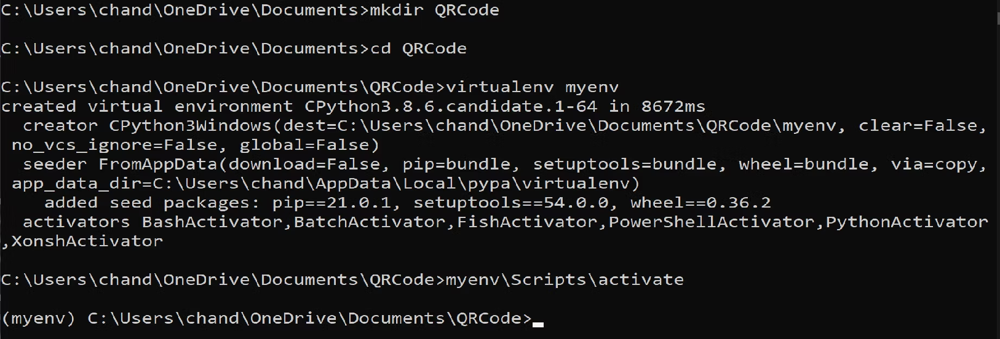 C:\Users\chand\OneDrive\Documents>mkdir QRCode
C:\Users\chand\OneDrive\Documents>cd QRCode
C:\Users\chand\OneDrive\Documents\QRCode>virtualenv myenv
created virtual environment CPython3.8.6.candidate.1-64 in 8672ms
  creator CPython3Windows(dest=C:\Users\chand\OneDrive\Documents\QRCode\myenv, clear=False,
 no_vcs_ignore=False, global=False)
  seeder FromAppData(download=False, pip=bundle, setuptools=bundle, wheel=bundle, via=copy,
 app_data_dir=C:\Users\chand\AppData\Local\pypa\virtualenv)
    added seed packages: pip==21.0.1, setuptools==54.0.0, wheel==0.36.2
  activators BashActivator,BatchActivator,FishActivator,PowerShellActivator,PythonActivator
,XonshActivator
C:\Users\chand\OneDrive\Documents\QRCode>myenv\Scripts\activate
(myenv) C:\Users\chand\OneDrive\Documents\QRCode>